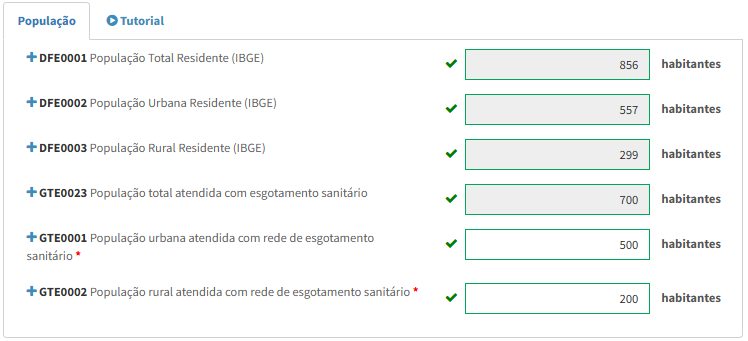 População Tutorial
DFE0001 População Total Residente (IBGE) 856 habitantes
DFE0002 População Urbana Residente (IBGE) 557 habitantes
DFE0003 População Rural Residente (IBGE) 299 habitantes
GTE0023 População total atendida com esgotamento sanitário 700 habitantes
GTE0001 População urbana atendida com rede de esgotamento
sanitário * 500 habitantes
GTE0002 População rural atendida com rede de esgotamento sanitário * 200 habitantes